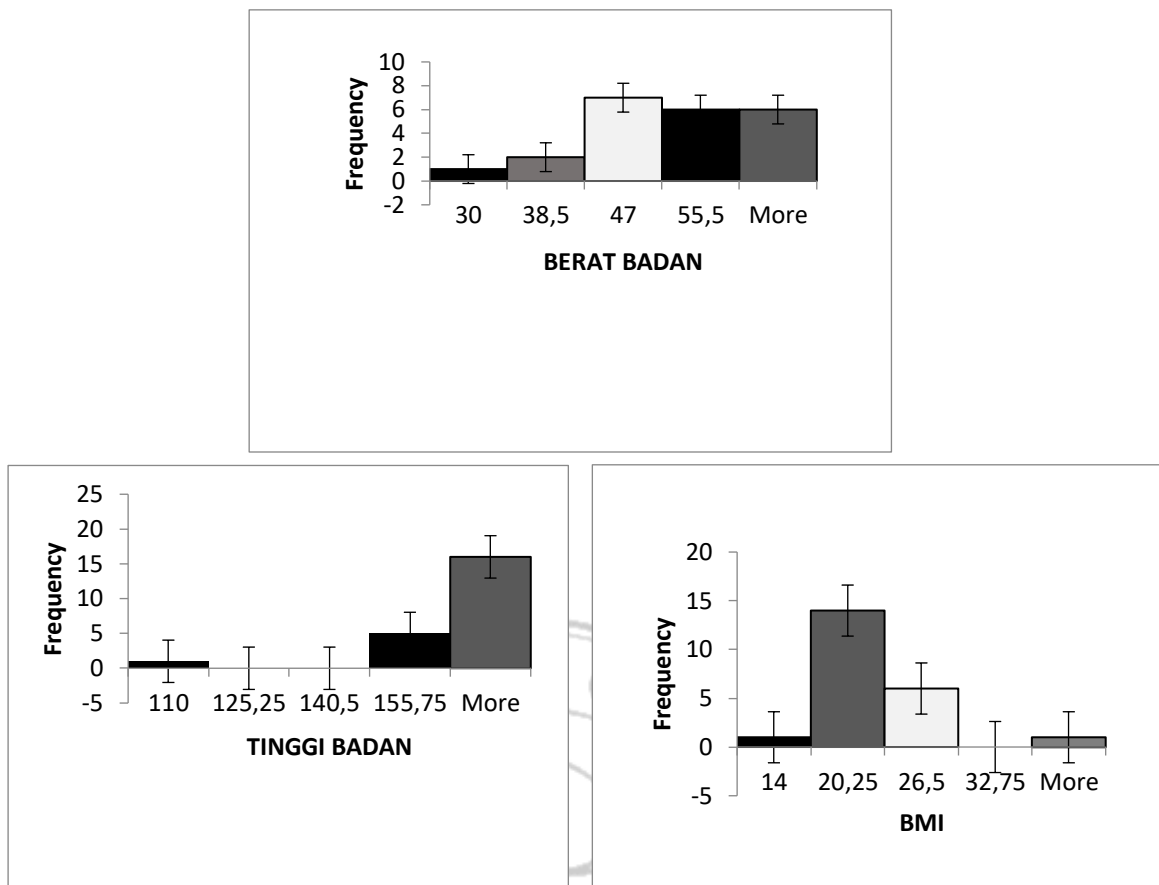 10
8
6
4
2
0
-2
Frequency
30 38,5 47 55,5 More
BERAT BADAN
25
20
15
10
5
0
-5
Frequency
110 125,25 140,5 155,75 More
TINGGI BADAN
20
15
10
5
0
-5
Frequency
14 20,25 26,5 32,75 More
BMI